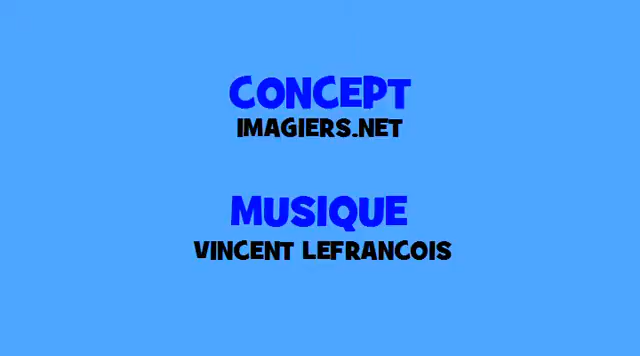 CONCEPT
IMAGIERS.NET
MUSIQUE
VINCENT LEFRANCOIS